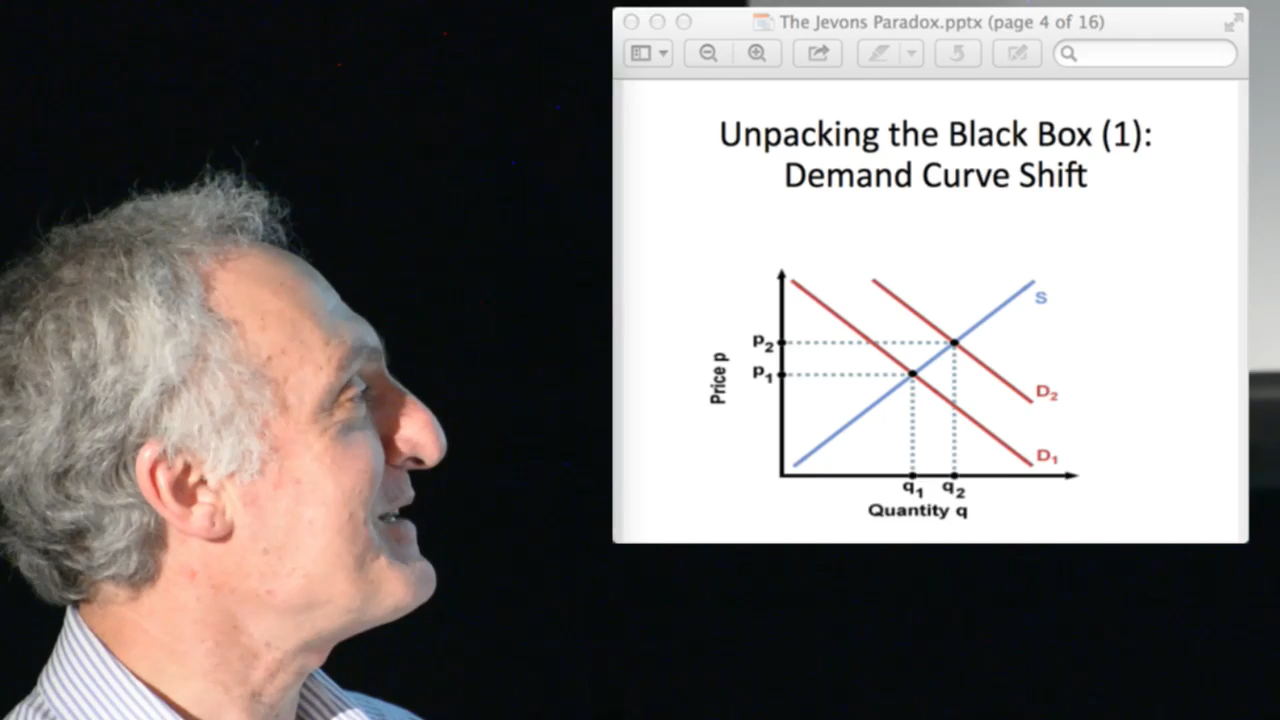 The Jevons Paradox.pptx (page 4 of 16)
Unpacking the Black Box (1):
Demand Curve Shift
S
P2
P1
Price p
D2
D1
q1 q2
Quantity q